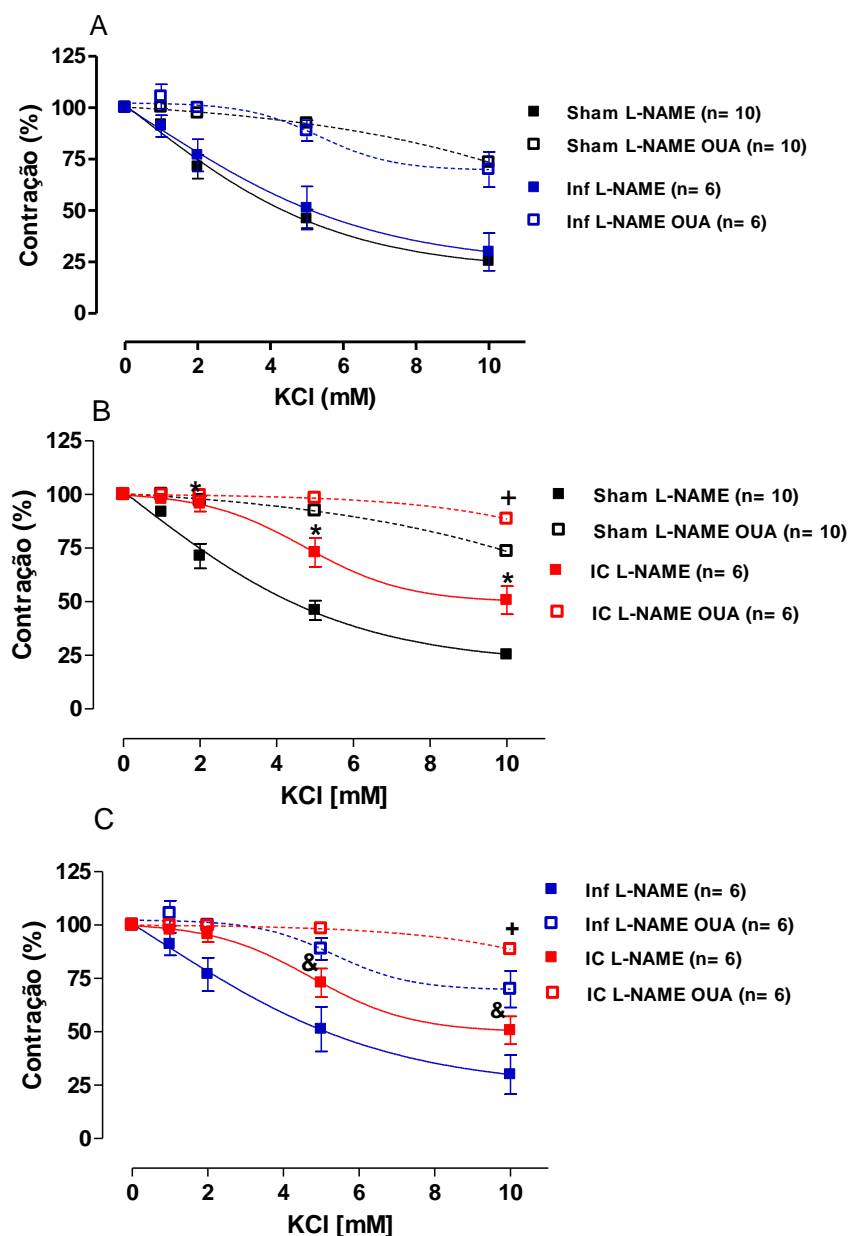 A
125
100
75
50
25
0
Contração (%)
0 2 4 6 8 10
KCl (mM)
Sham L-NAME (n= 10)
Sham L-NAME OUA (n= 10)
Inf L-NAME (n= 6)
Inf L-NAME OUA (n= 6)
B
125
100
75
50
25
0
Contração (%)
*
*
*
+
0 2 4 6 8 10
KCl [mM]
Sham L-NAME (n= 10)
Sham L-NAME OUA (n= 10)
IC L-NAME (n= 6)
IC L-NAME OUA (n= 6)
C
125
100
75
50
25
0
Contração (%)
+
&
&
0 2 4 6 8 10
KCl [mM]
Inf L-NAME (n= 6)
Inf L-NAME OUA (n= 6)
IC L-NAME (n= 6)
IC L-NAME OUA (n= 6)